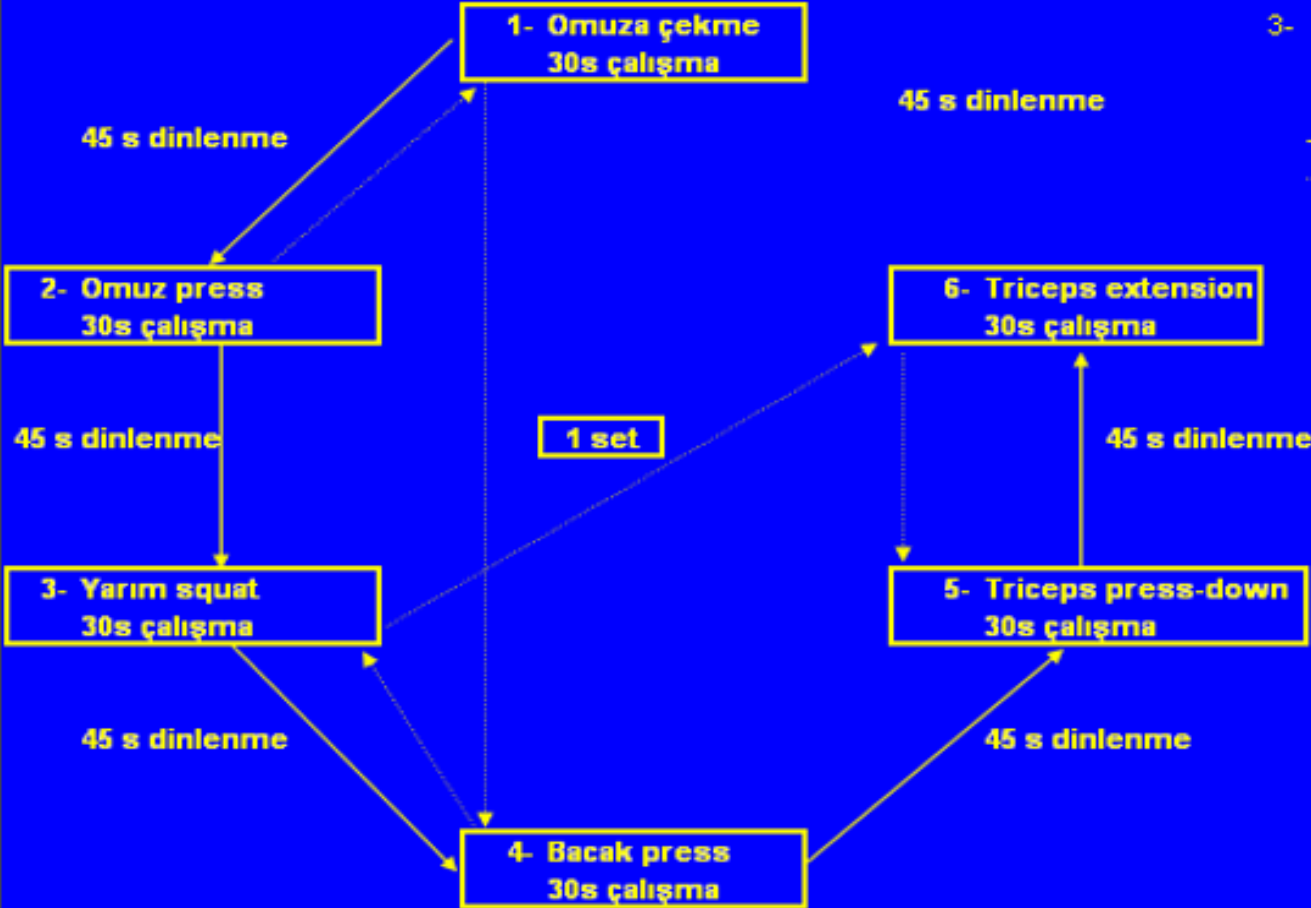 1- Omuza çekme
30s çalışma
3-
45 s dinlenme
45 s dinlenme
2- Omuz press
30s çalışma
6- Triceps extension
30s çalışma
45 s dinlenme
1 set
45 s dinlenme
3- Yarım squat
30s çalışma
5- Triceps press-down
30s çalışma
45 s dinlenme
45 s dinlenme
4- Bacak press
30s çalışma